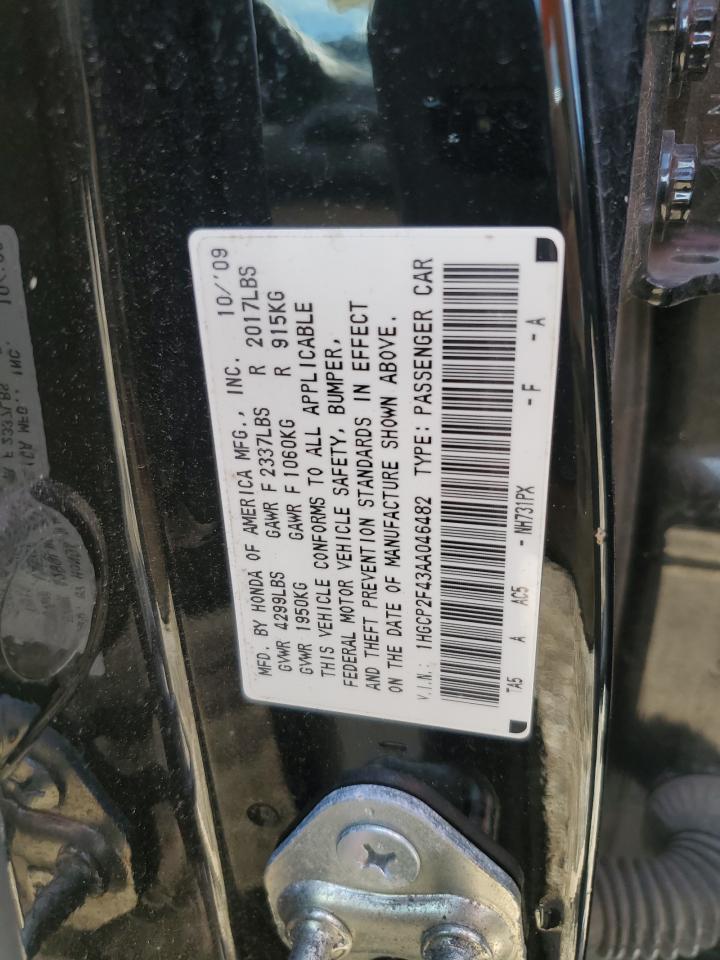 MFD. BY HONDA OF AMERICA MFG., INC. 10/'09
GVWR 4299LBS GAWR F 2337LBS R 2017LBS
GVWR 1950KG GAWR F 1060KG R 915KG
THIS VEHICLE CONFORMS TO ALL APPLICABLE
FEDERAL MOTOR VEHICLE SAFETY, BUMPER,
AND THEFT PREVENTION STANDARDS IN EFFECT
ON THE DATE OF MANUFACTURE SHOWN ABOVE.
V.I.N.: 1HGCP2F43AA046482 TYPE: PASSENGER CAR
TA5 A AC5 - NH731PX - F - A